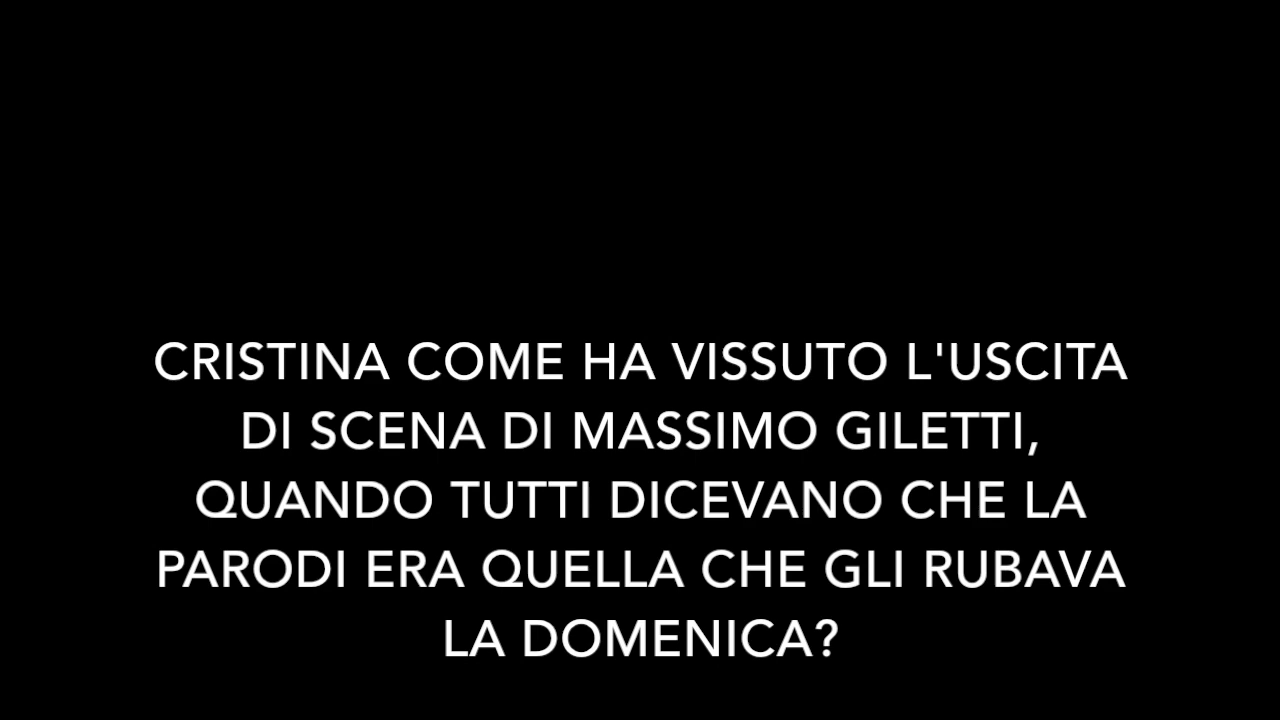 CRISTINA COME HA VISSUTO L'USCITA
DI SCENA DI MASSIMO GILETTI,
QUANDO TUTTI DICEVANO CHE LA
PARODI ERA QUELLA CHE GLI RUBAVA
LA DOMENICA?